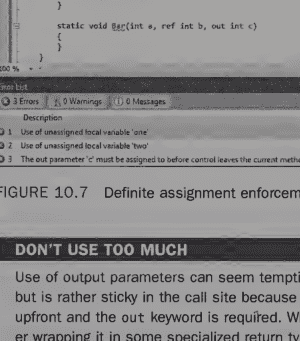 }
static void Bar(int a, ref int b, out int c)
{
}
}
100 %
Error List
3 Errors 0 Warnings 0 Messages
Description
1 Use of unassigned local variable 'one'
2 Use of unassigned local variable 'two'
3 The out parameter 'c' must be assigned to before control leaves the current
FIGURE 10.7 Definite assignment
DON'T USE TOO MUCH
Use of output parameters can seem
but is rather sticky in the call site because
upfront and the out keyword is required.
er wrapping it in some specialized return